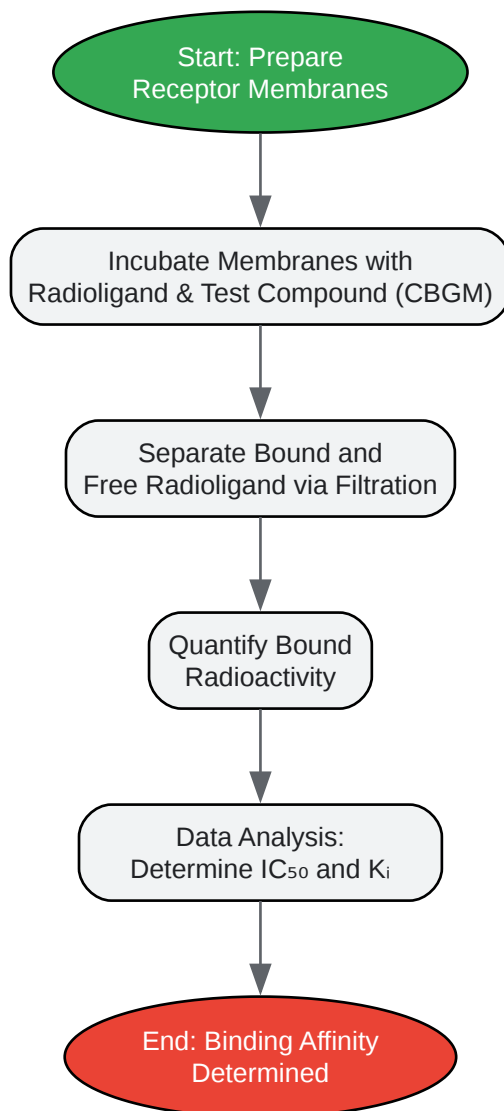 Start: Prepare
Receptor Membranes
Incubate Membranes with
Radioligand & Test Compound (CBGM)
Separate Bound and
Free Radioligand via Filtration
Quantify Bound
Radioactivity
Data Analysis:
Determine IC₅₀ and Kᵢ
End: Binding Affinity
Determined